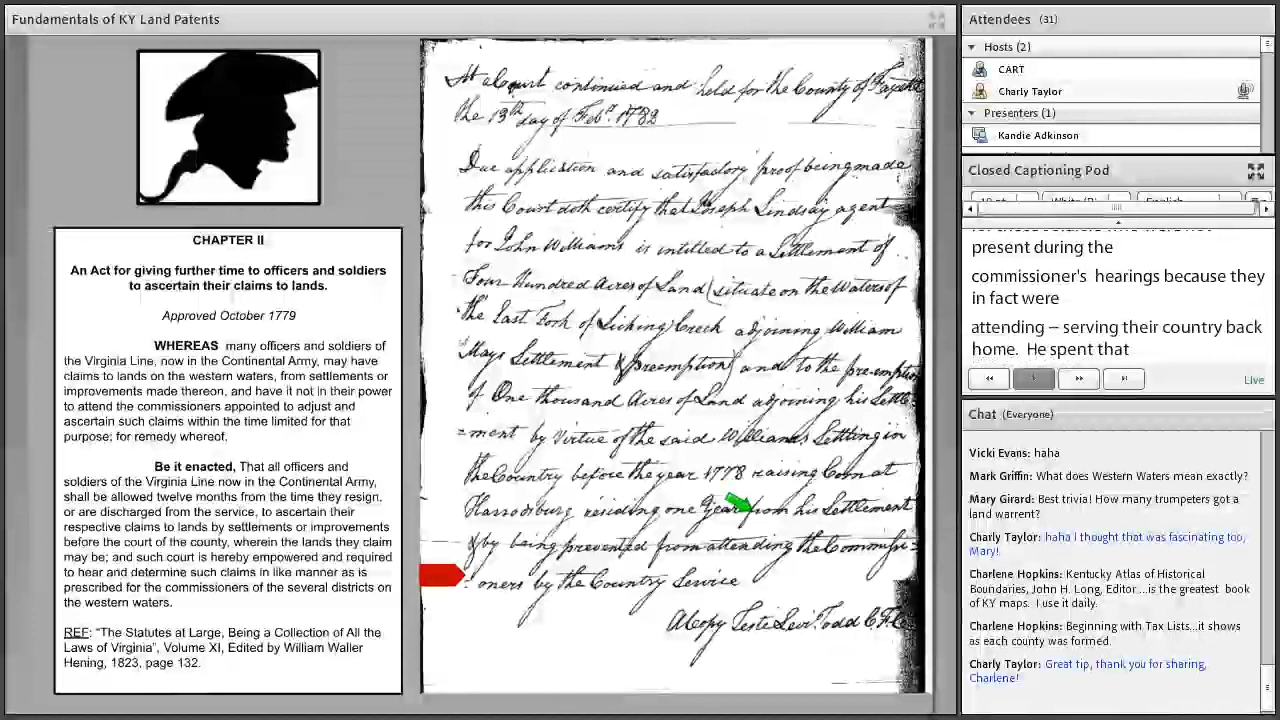 Fundamentals of KY Land Patents
CHAPTER II
An Act for giving further time to officers and soldiers
to ascertain their claims to lands.
Approved October 1779
WHEREAS many officers and soldiers of
the Virginia Line, now in the Continental Army, may have
claims to lands on the western waters, from settlements or
improvements made thereon, and have it not in their power
to attend the commissioners appointed to adjust and
ascertain such claims within the time limited for that
purpose; for remedy whereof,
Be it enacted, That all officers and
soldiers of the Virginia Line now in the Continental Army,
shall be allowed twelve months from the time they resign,
or are discharged from the service, to ascertain their
respective claims to lands by settlements or improvements
before the court of the county, wherein the lands they claim
may be; and such court is hereby empowered and required
to hear and determine such claims in like manner as is
prescribed for the commissioners of the several districts on
the western waters.
REF: "The Statutes at Large, Being a Collection of All the
Laws of Virginia", Volume XI, Edited by William Waller
Hening, 1823, page 132.
At a Court continued and held for the County of Fayette
the 13th day of Febr. 1783
Due application and satisfactory proof being made
this Court doth certify that Joseph Lindsay agent
for John Williams is intitled to a Settlement of
Four Hundred Acres of Land (situate on the Waters of
the East Fork of Licking Creek adjoining William
Mays Settlement & preemption) and to the pre-emption
of One thousand Acres of Land adjoining his Settle
=ment by Virtue of the said Williams Settling in
the Country before the year 1778 raising Corn at
Harrodsburg residing one Year from his Settlement
& by being prevented from attending the Commissi=
oners by the Country Service
A Copy Teste Levi Todd C.F.C.
Attendees (31)
Hosts (2)
CART
Charly Taylor
Presenters (1)
Kandie Adkinson
Closed Captioning Pod
English
present during the
commissioner's hearings because they
in fact were
attending – serving their country back
home. He spent that
Live
Chat (Everyone)
Vicki Evans: haha
Mark Griffin: What does Western Waters mean exactly?
Mary Girard: Best trivia! How many trumpeters got a
land warrent?
Charly Taylor: haha I thought that was fascinating too,
Mary!
Charlene Hopkins: Kentucky Atlas of Historical
Boundaries, John H. Long, Editor...is the greatest book
of KY maps. I use it daily.
Charlene Hopkins: Beginning with Tax Lists...it shows
as each county was formed.
Charly Taylor: Great tip, thank you for sharing,
Charlene!